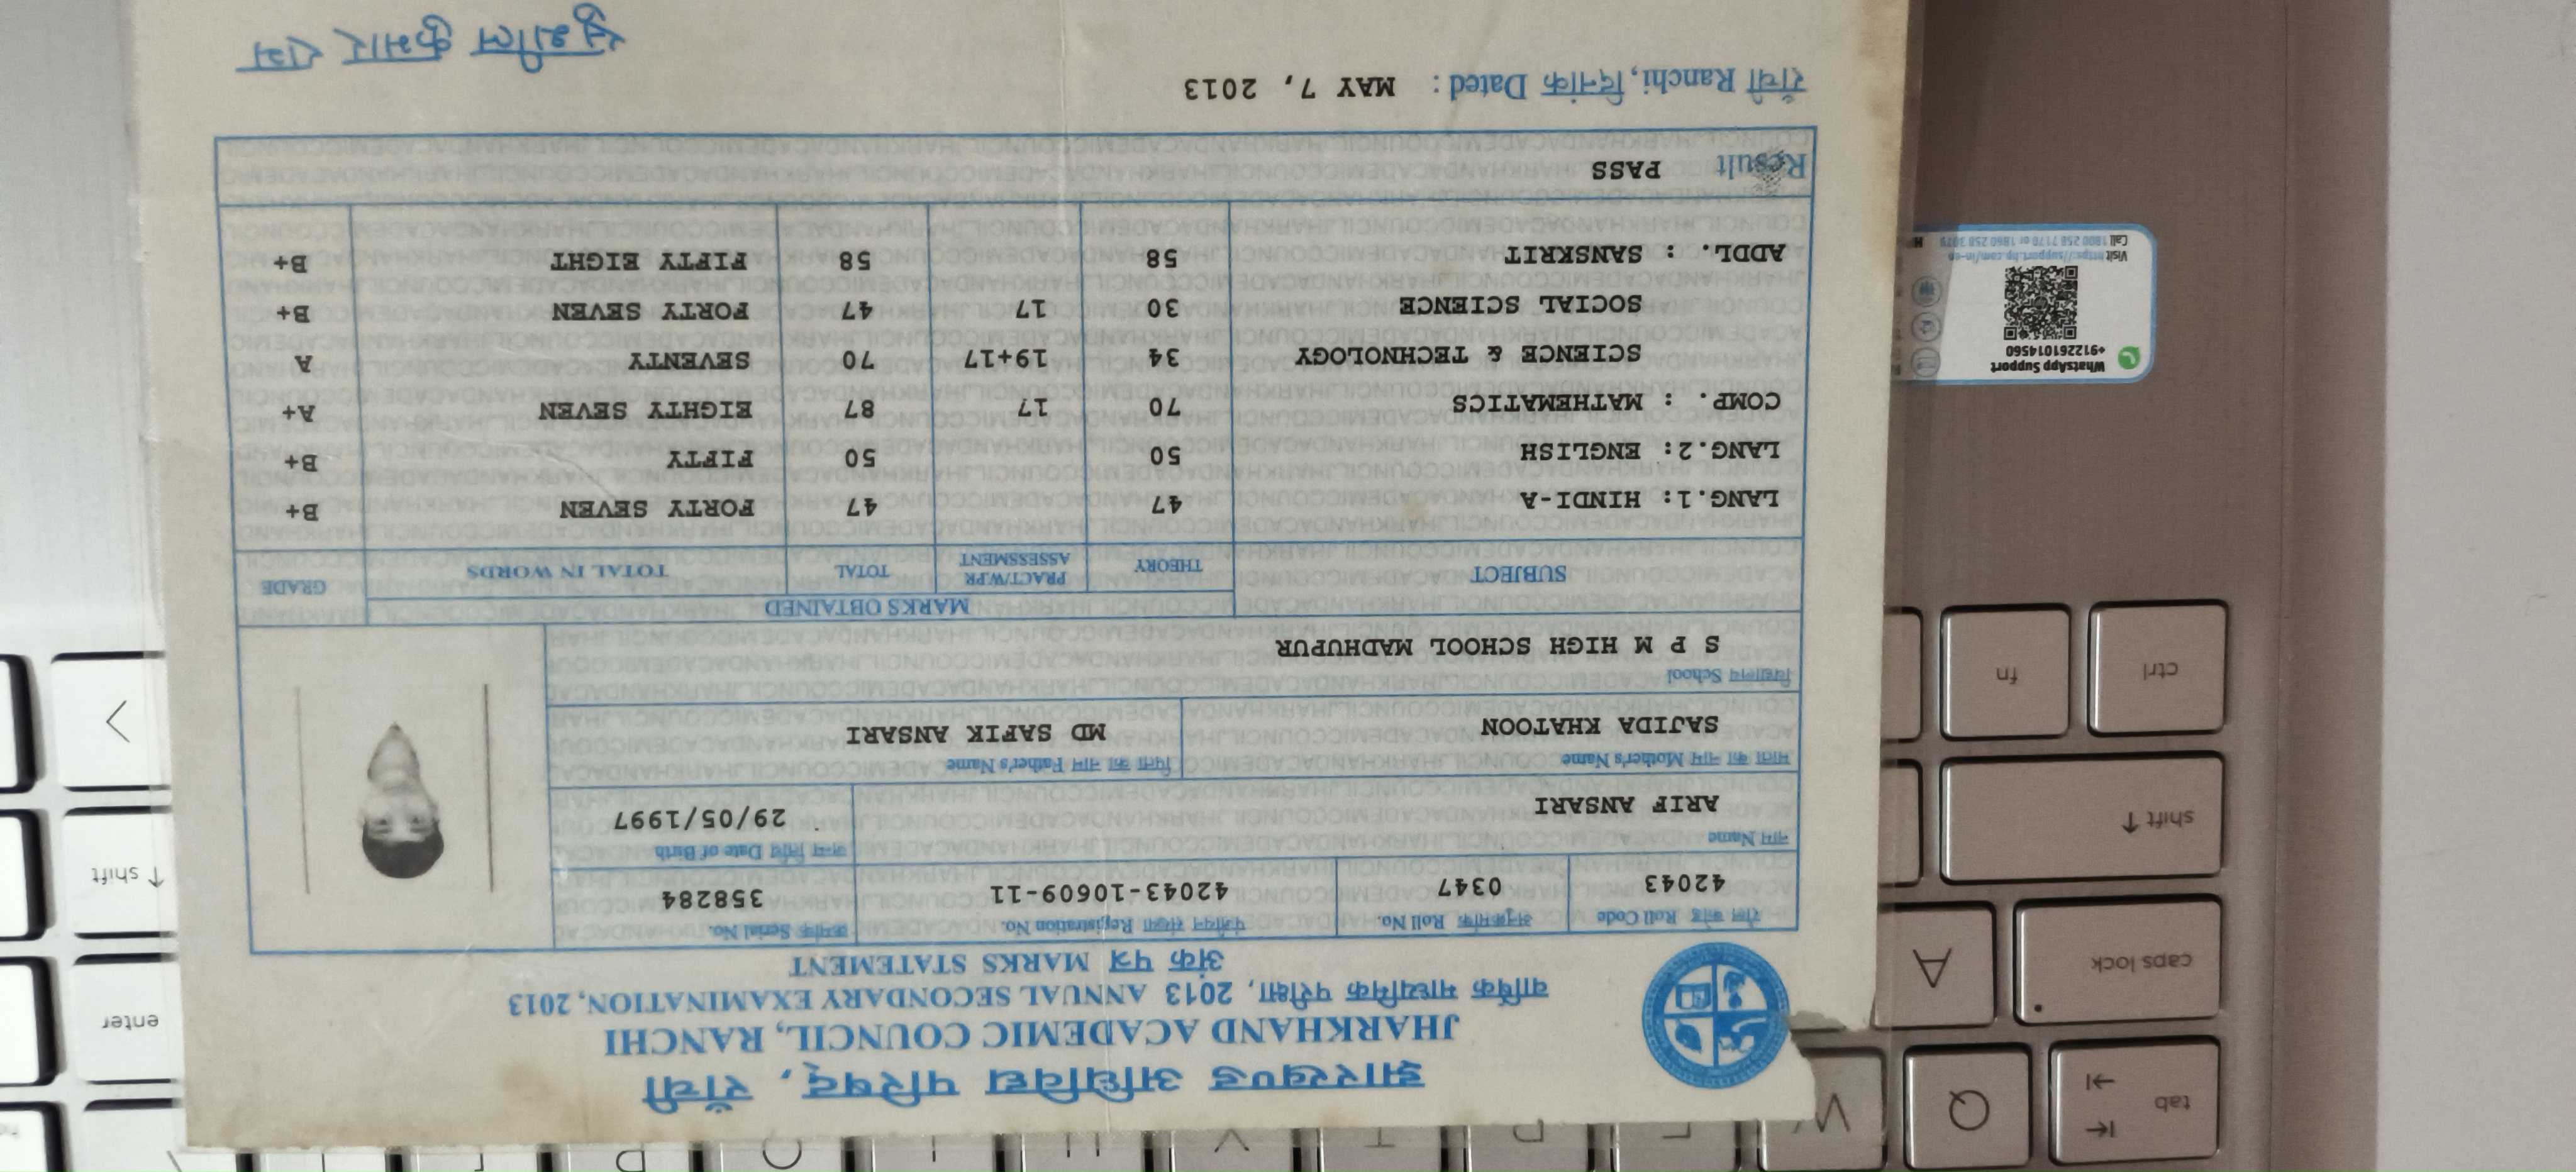 झारखण्ड अधिविद्य परिषद्, राँची
JHARKHAND ACADEMIC COUNCIL, RANCHI
वार्षिक माध्यमिक परीक्षा, 2013 ANNUAL SECONDARY EXAMINATION, 2013
अंक पत्र MARKS STATEMENT
रोल कोड Roll Code अनुक्रमांक Roll No. पंजीयन संख्या Registration No. क्रमांक Serial No.
42043 0347 42043-10609-11 358284
नाम Name जन्म तिथि Date of Birth
ARIF ANSARI 29/05/1997
माता का नाम Mother's Name पिता का नाम Father's Name
SAJIDA KHATOON MD SAFIK ANSARI
विद्यालय School
S P M HIGH SCHOOL MADHUPUR
MARKS OBTAINED
SUBJECT THEORY PRACT/WPR ASSESSMENT TOTAL TOTAL IN WORDS GRADE
LANG.1: HINDI-A 47 47 FORTY SEVEN B+
LANG.2: ENGLISH 50 50 FIFTY B+
COMP. : MATHEMATICS 70 17 87 EIGHTY SEVEN A+
SCIENCE & TECHNOLOGY 34 19+17 70 SEVENTY A
SOCIAL SCIENCE 30 17 47 FORTY SEVEN B+
ADDL. : SANSKRIT 58 58 FIFTY EIGHT B+
Result PASS
राँची Ranchi, दिनांक Dated : MAY 7, 2013
सुशील कुमार राय
tab
Q
W
caps lock
A
enter
shift
fn
ctrl
shift
WhatsApp Support
+912261014560
Visit https://support.hp.com/in-en
Call 1800 258 7170 or 1860 258 3079